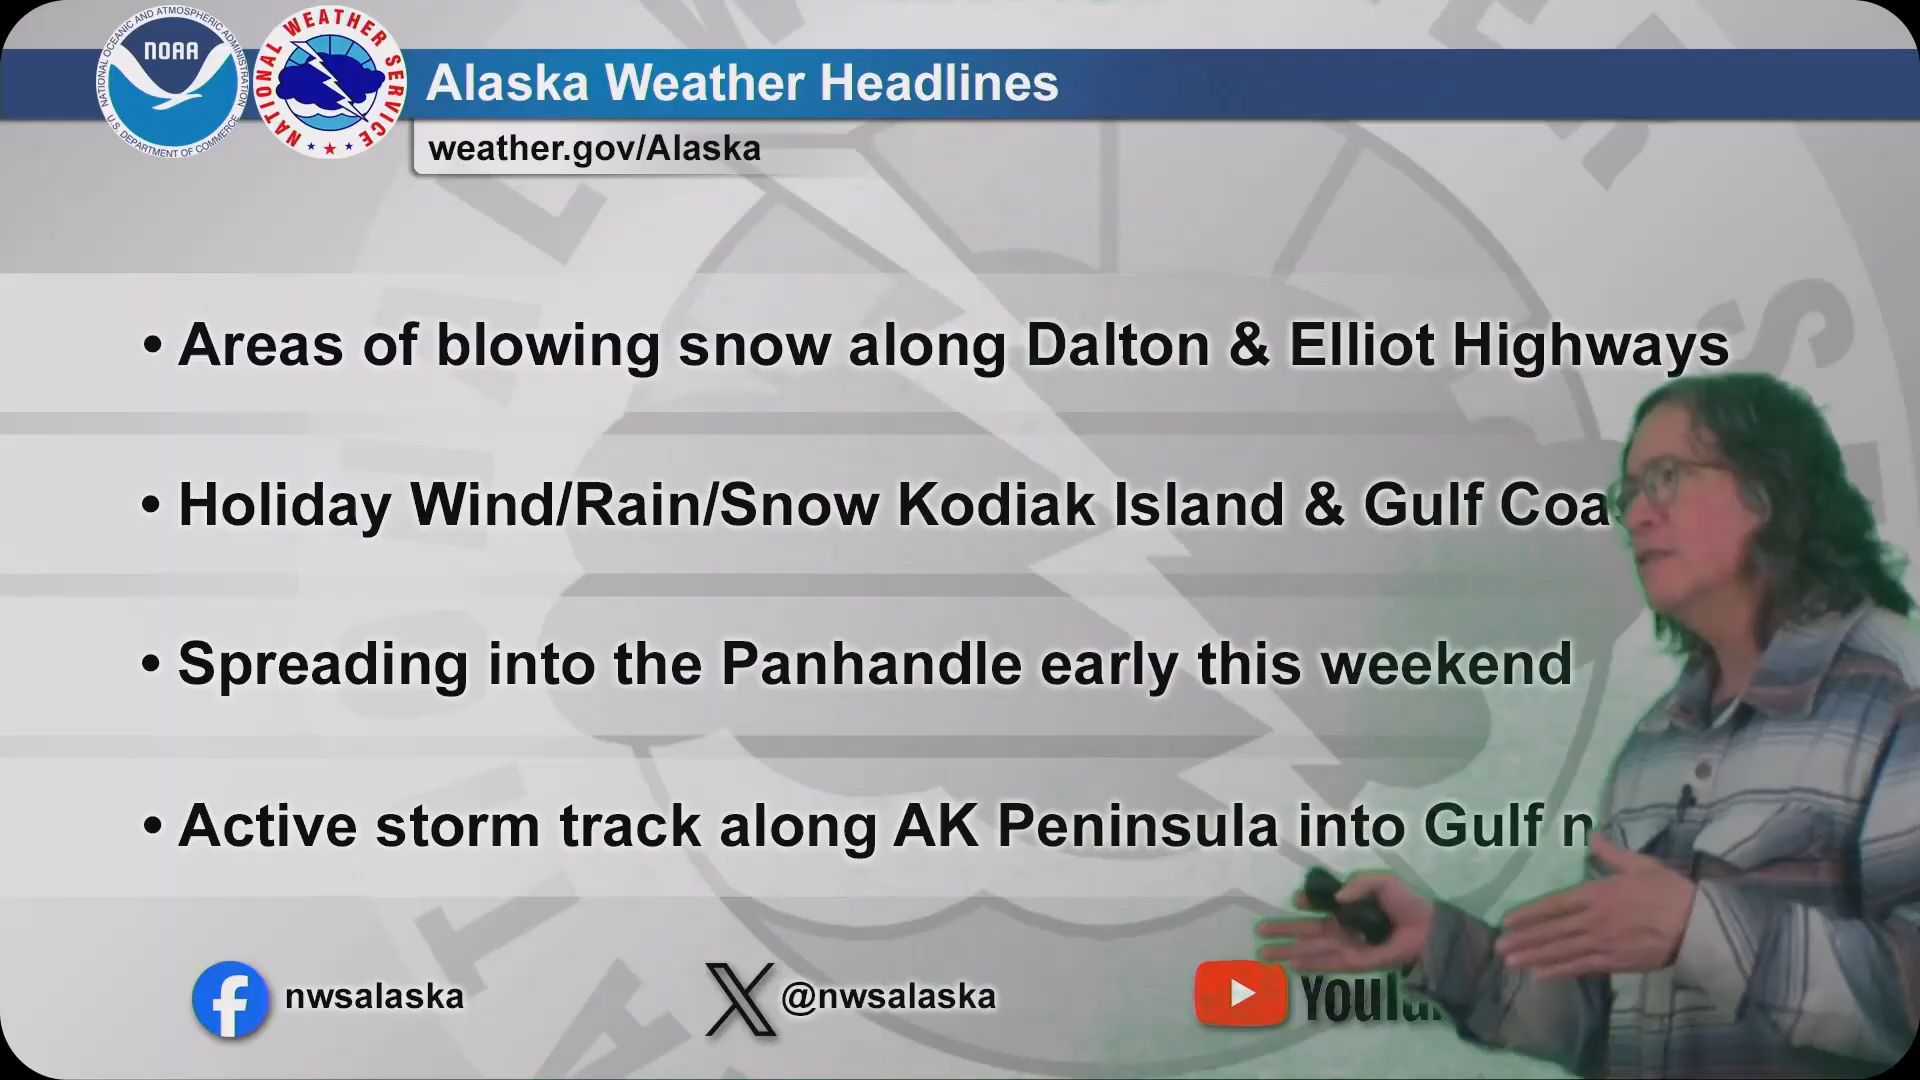 NATIONAL OCEANIC AND ATMOSPHERIC ADMINISTRATION
NOAA
U.S. DEPARTMENT OF COMMERCE
NATIONAL WEATHER SERVICE
Alaska Weather Headlines
weather.gov/Alaska
• Areas of blowing snow along Dalton & Elliot Highways
• Holiday Wind/Rain/Snow Kodiak Island & Gulf Coa
• Spreading into the Panhandle early this weekend
• Active storm track along AK Peninsula into Gulf n
nwsalaska
@nwsalaska